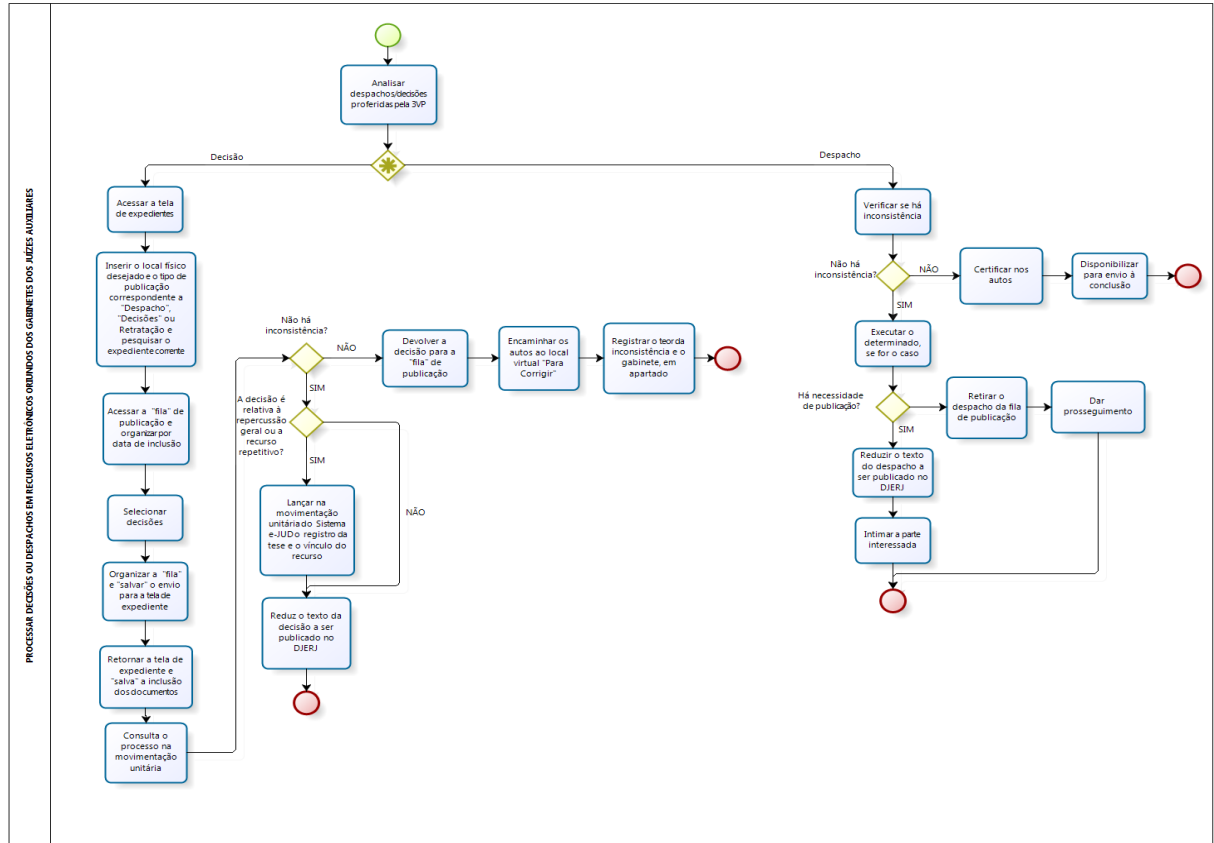 PROCESSAR DECISÕES OU DESPACHOS EM RECURSOS ELETRÔNICOS ORIUNDOS DOS GABINETES DOS JUÍZES AUXILIARES
Analisar
despachos/decisões
proferidas pela 3VP
Decisão
Despacho
Acessar a tela
de expedientes
Inserir o local físico
desejado e o tipo de
publicação
correspondente a
"Despacho",
"Decisões" ou
Retratação e
pesquisar o
expediente corrente
Acessar a "fila" de
publicação e
organizar por
data de inclusão
Selecionar
decisões
Organizar a "fila"
e "salvar" o envio
para a tela de
expediente
Retornar a tela de
expediente e
"salva" a inclusão
dos documentos
Consulta o
processo na
movimentação
unitária
Não há
inconsistência?
NÃO
Devolver a
decisão para a
"fila" de
publicação
Encaminhar os
autos ao local
virtual "Para
Corrigir"
Registrar o teor da
inconsistência e o
gabinete, em
apartado
SIM
A decisão é
relativa à
repercussão
geral ou a
recurso
repetitivo?
SIM
NÃO
Lançar na
movimentação
unitária do Sistema
e-JUD o registro da
tese e o vínculo do
recurso
Reduz o texto da
decisão a ser
publicado no
DJERJ
Verificar se há
inconsistência
Não há
inconsistência?
NÃO
Certificar nos
autos
Disponibilizar
para envio à
conclusão
SIM
Executar o
determinado,
se for o caso
Há necessidade
de publicação?
Retirar o
despacho da fila
de publicação
Dar
prosseguimento
SIM
Reduzir o texto
do despacho a
ser publicado no
DJERJ
Intimar a parte
interessada